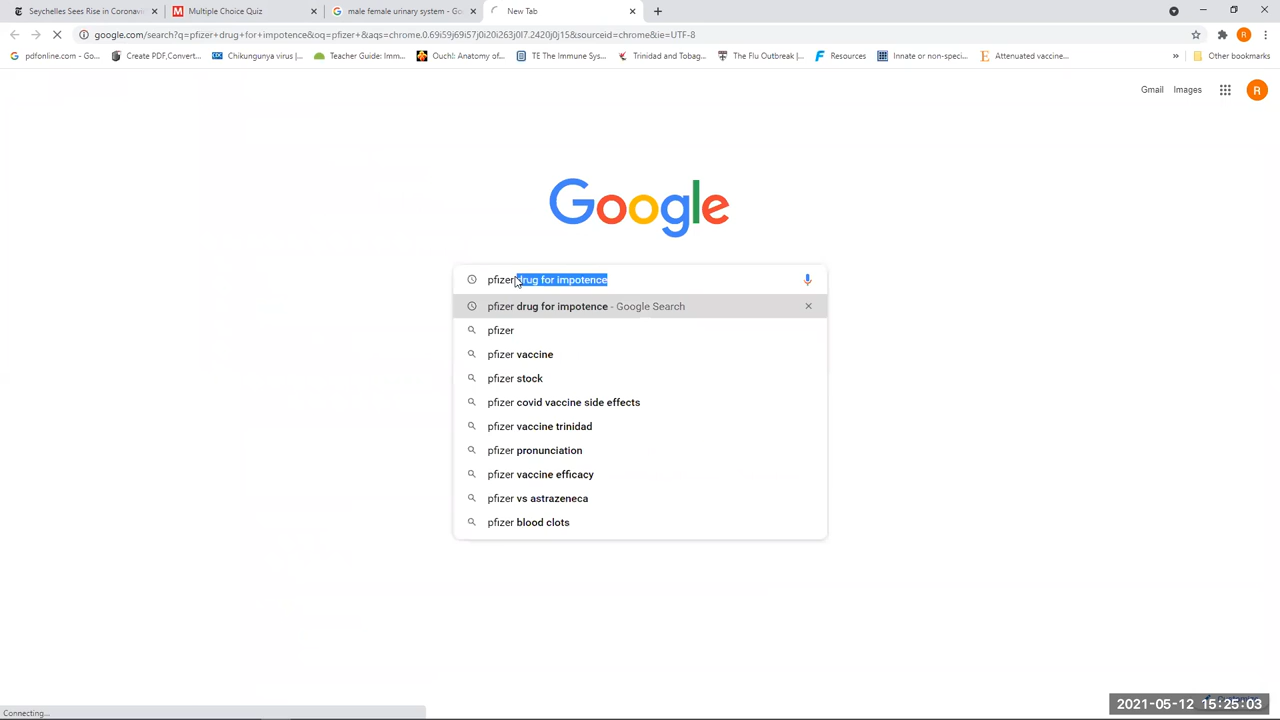 Seychelles Sees Rise in Coronavi
Multiple Choice Quiz
male female urinary system - Go
New Tab
google.com/search?q=pfizer+drug+for+impotence&oq=pfizer+&aqs=chrome.0.69i59j69i57j0i20i263j0l7.2420j0j15&sourceid=chrome&ie=UTF-8
R
pdfonline.com - Go...
Create PDF,Convert...
Chikungunya virus |...
Teacher Guide: Imm...
Ouch!: Anatomy of...
TE The Immune Sys...
Trinidad and Tobag...
The Flu Outbreak |...
Resources
Innate or non-speci...
Attenuated vaccine...
»
Other bookmarks
Gmail
Images
R
Google
pfizer drug for impotence
pfizer drug for impotence - Google Search
pfizer
pfizer vaccine
pfizer stock
pfizer covid vaccine side effects
pfizer vaccine trinidad
pfizer pronunciation
pfizer vaccine efficacy
pfizer vs astrazeneca
pfizer blood clots
Connecting...
2021-05-12 15:25:03